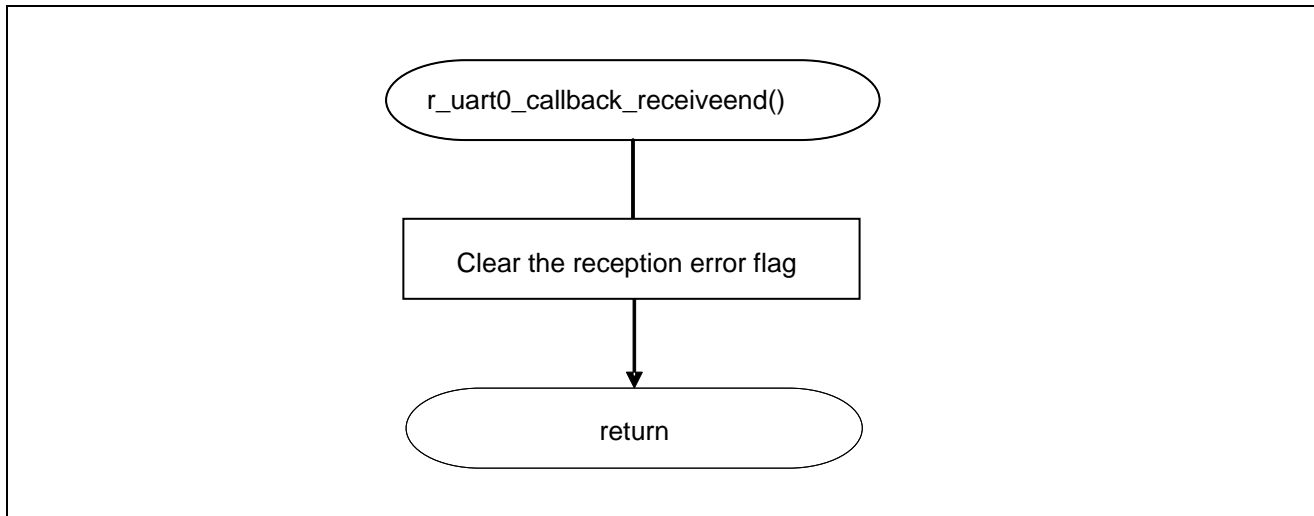 r_uart0_callback_receiveend()
Clear the reception error flag
return